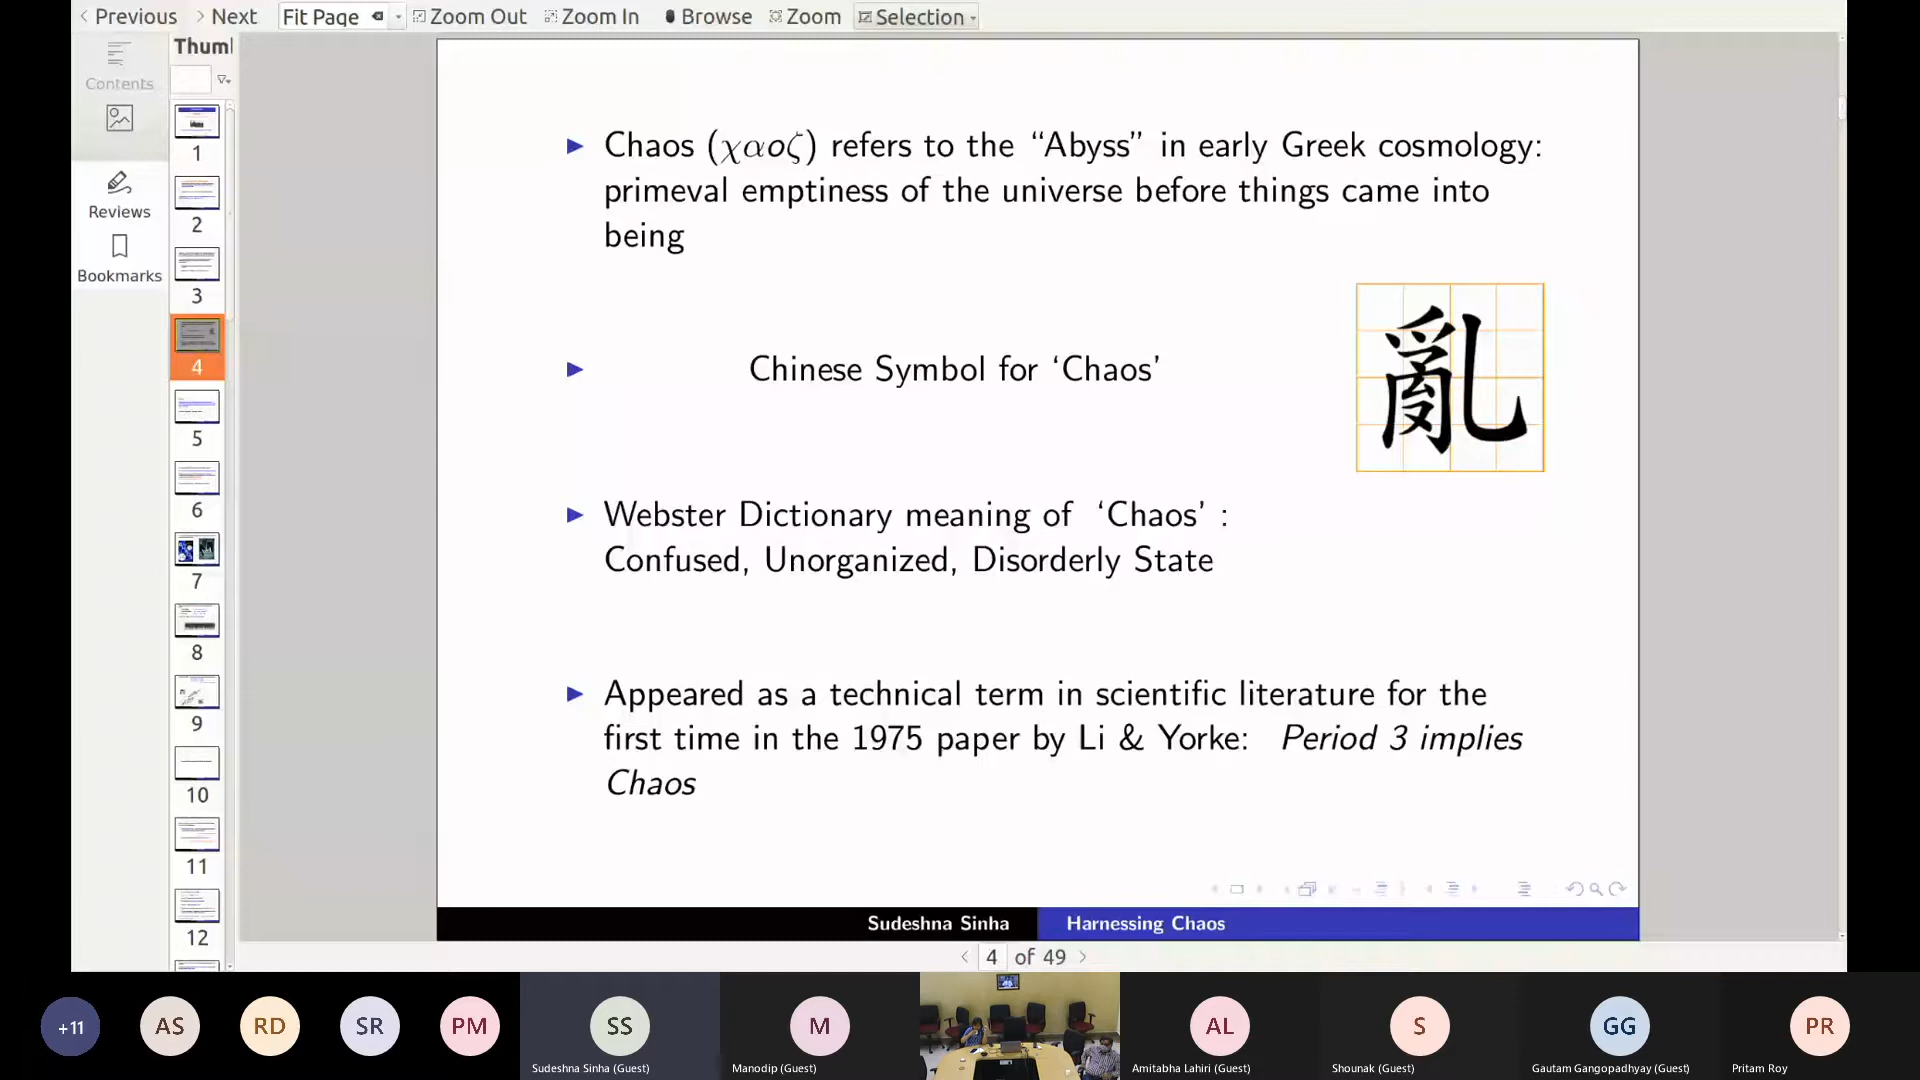 Previous Next Fit Page Zoom Out Zoom In Browse Zoom Selection
Contents
Reviews
Bookmarks
Thuml
1
2
3
4
5
6
7
8
9
10
11
12
Chaos (χαοζ) refers to the “Abyss” in early Greek cosmology:
primeval emptiness of the universe before things came into
being
Chinese Symbol for ‘Chaos’
亂
Webster Dictionary meaning of ‘Chaos’ :
Confused, Unorganized, Disorderly State
Appeared as a technical term in scientific literature for the
first time in the 1975 paper by Li & Yorke: Period 3 implies
Chaos
Sudeshna Sinha Harnessing Chaos
4 of 49
+11 AS RD SR PM SS M AL S GG PR
Sudeshna Sinha (Guest) Manodip (Guest) Amitabha Lahiri (Guest) Shounak (Guest) Gautam Gangopadhyay (Guest) Pritam Roy